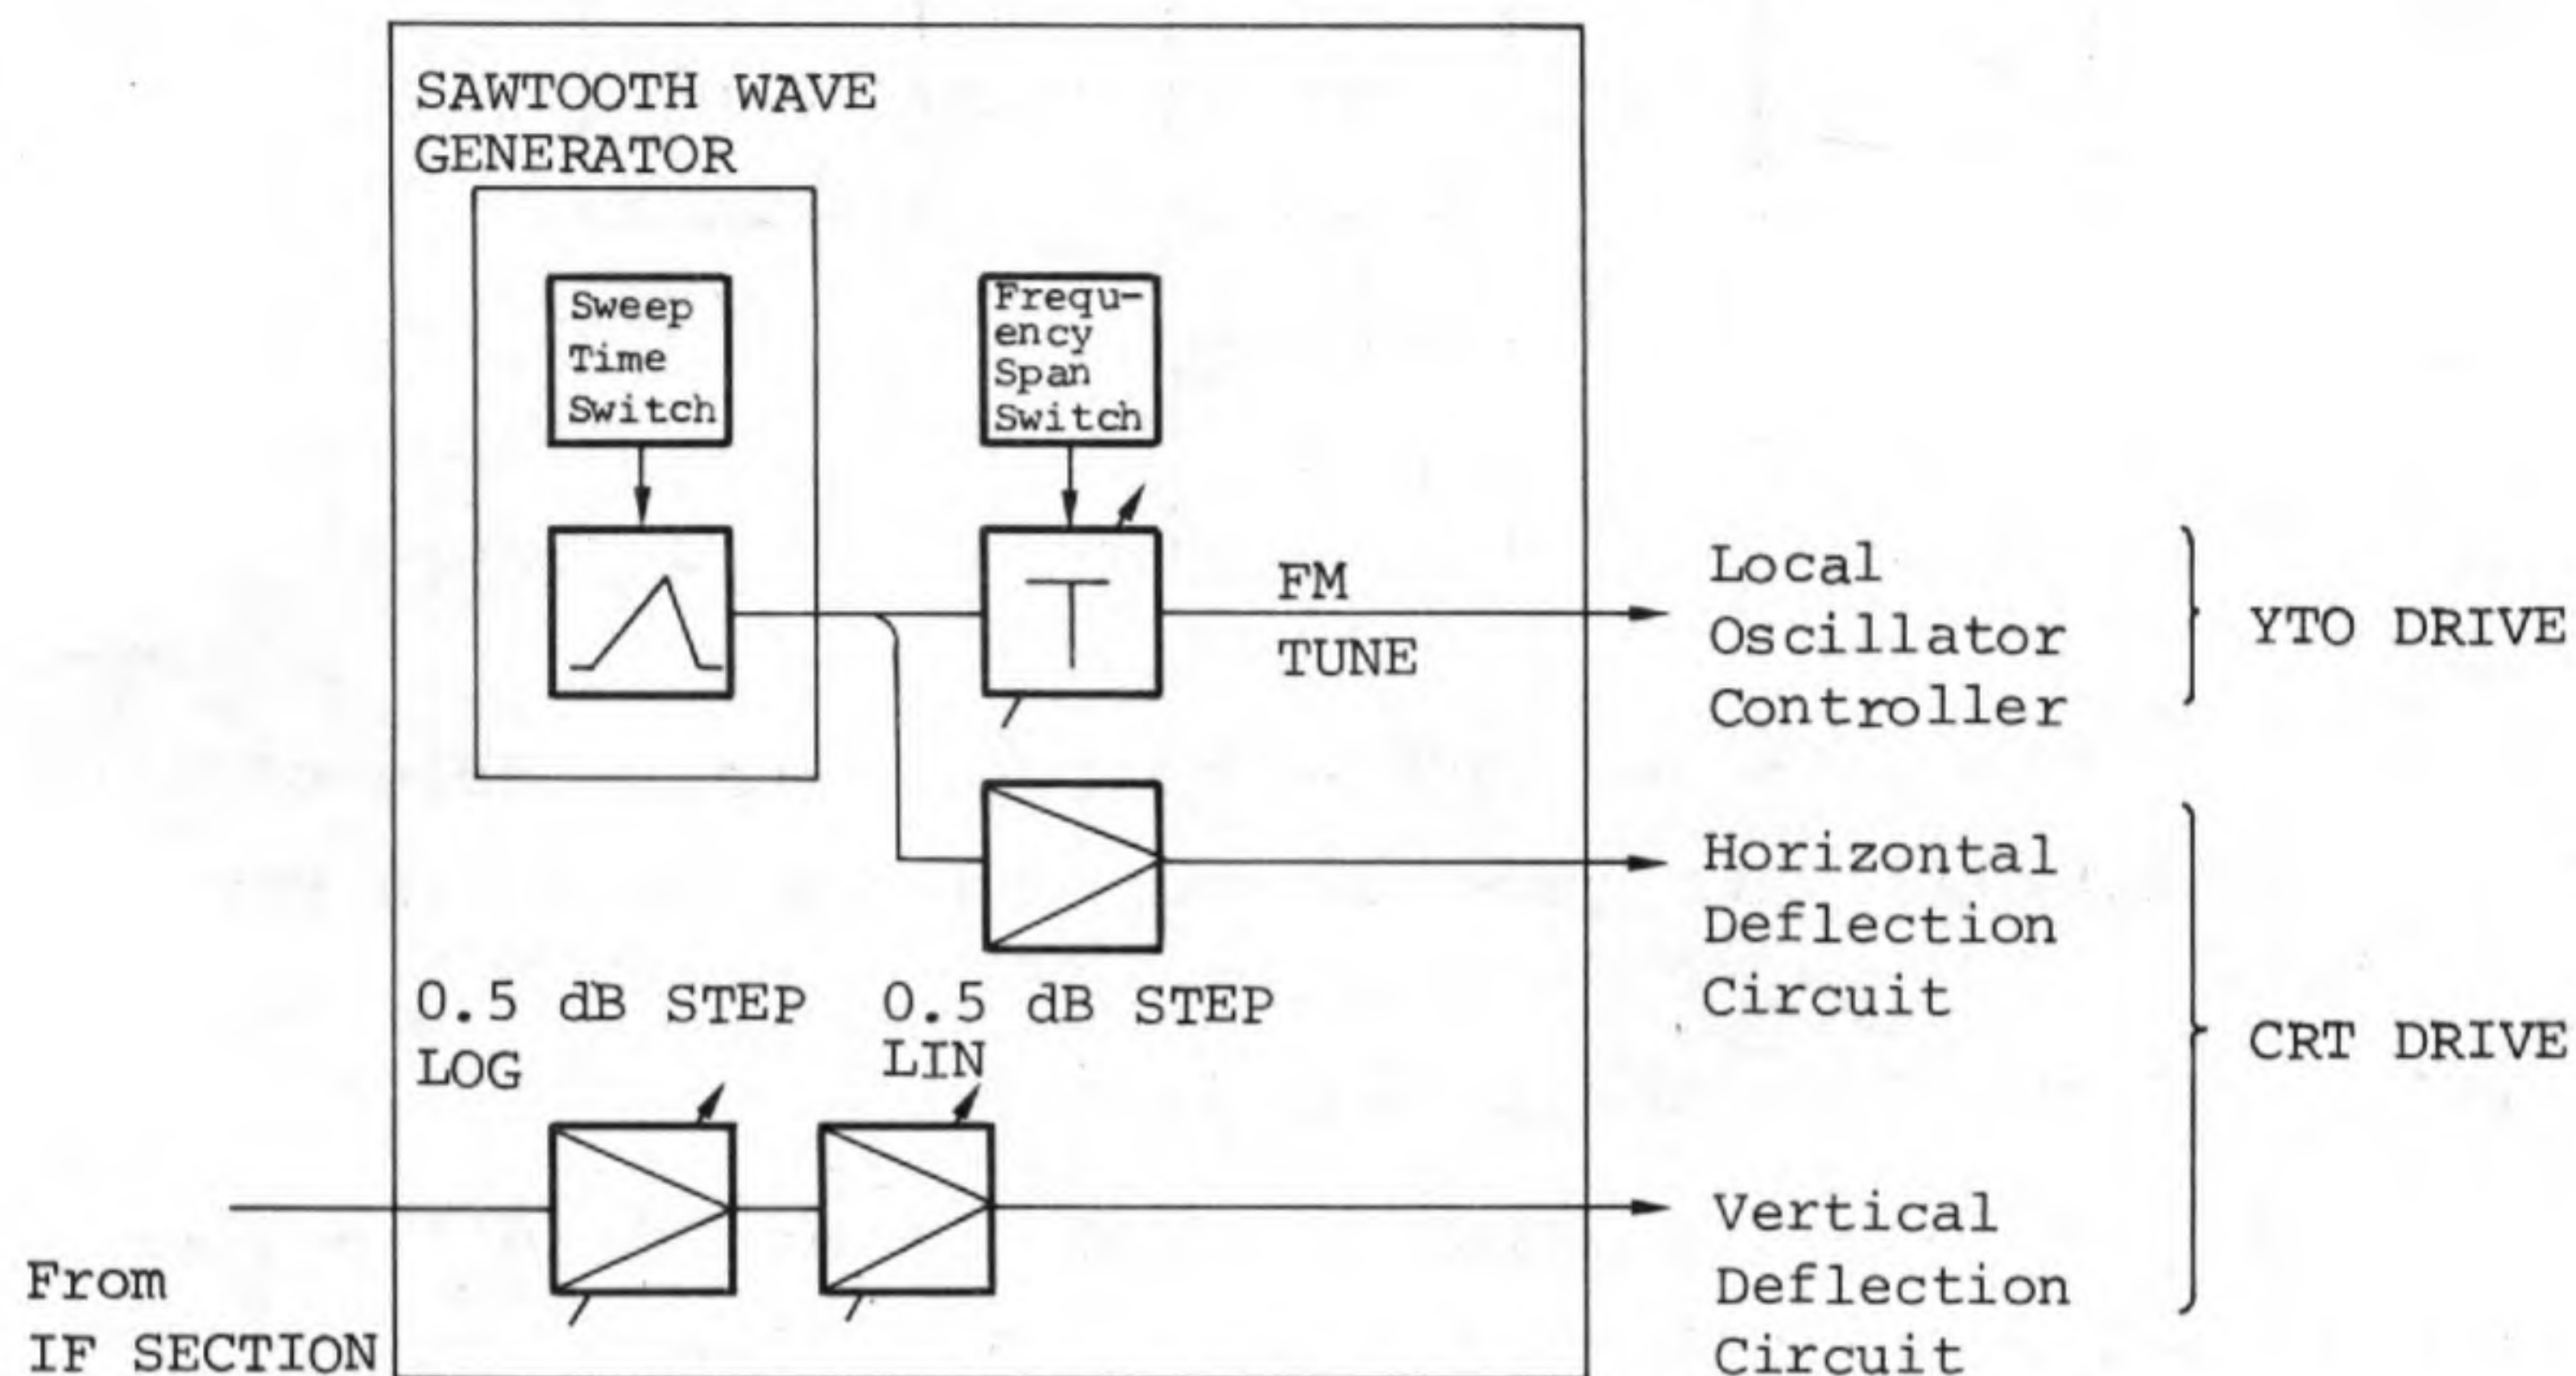 SAWTOOTH WAVE
GENERATOR
Sweep
Time
Switch
Frequ-
ency
Span
Switch
FM
TUNE
Local
Oscillator
Controller
YTO DRIVE
Horizontal
Deflection
Circuit
CRT DRIVE
0.5 dB STEP
LOG
0.5 dB STEP
LIN
Vertical
Deflection
Circuit
From
IF SECTION